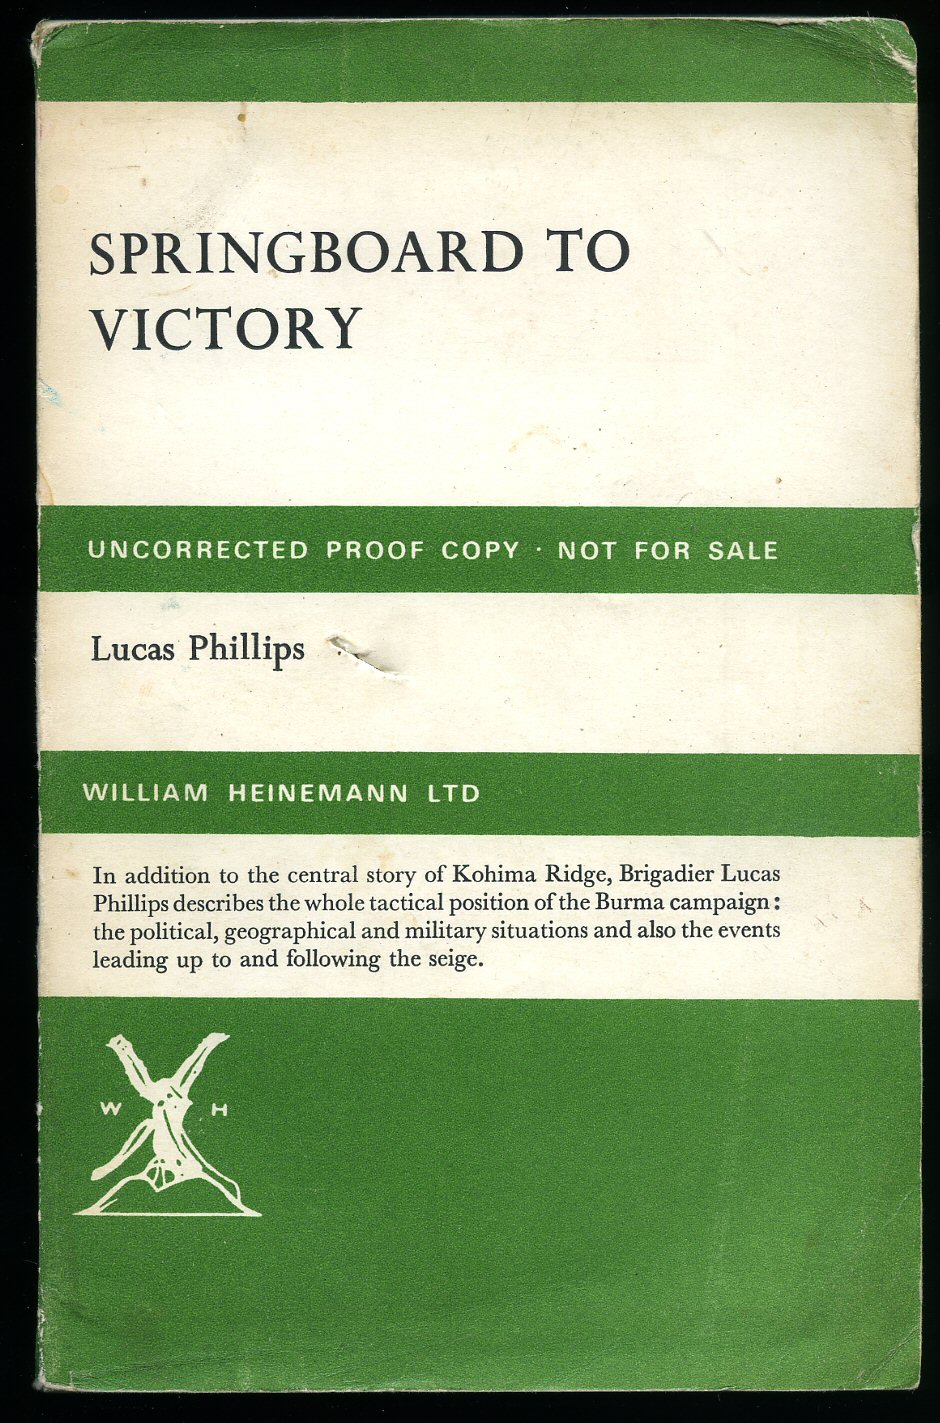 SPRINGBOARD TO
VICTORY
UNCORRECTED PROOF COPY · NOT FOR SALE
Lucas Phillips
WILLIAM HEINEMANN LTD
In addition to the central story of Kohima Ridge, Brigadier Lucas
Phillips describes the whole tactical position of the Burma campaign:
the political, geographical and military situations and also the events
leading up to and following the seige.
W H